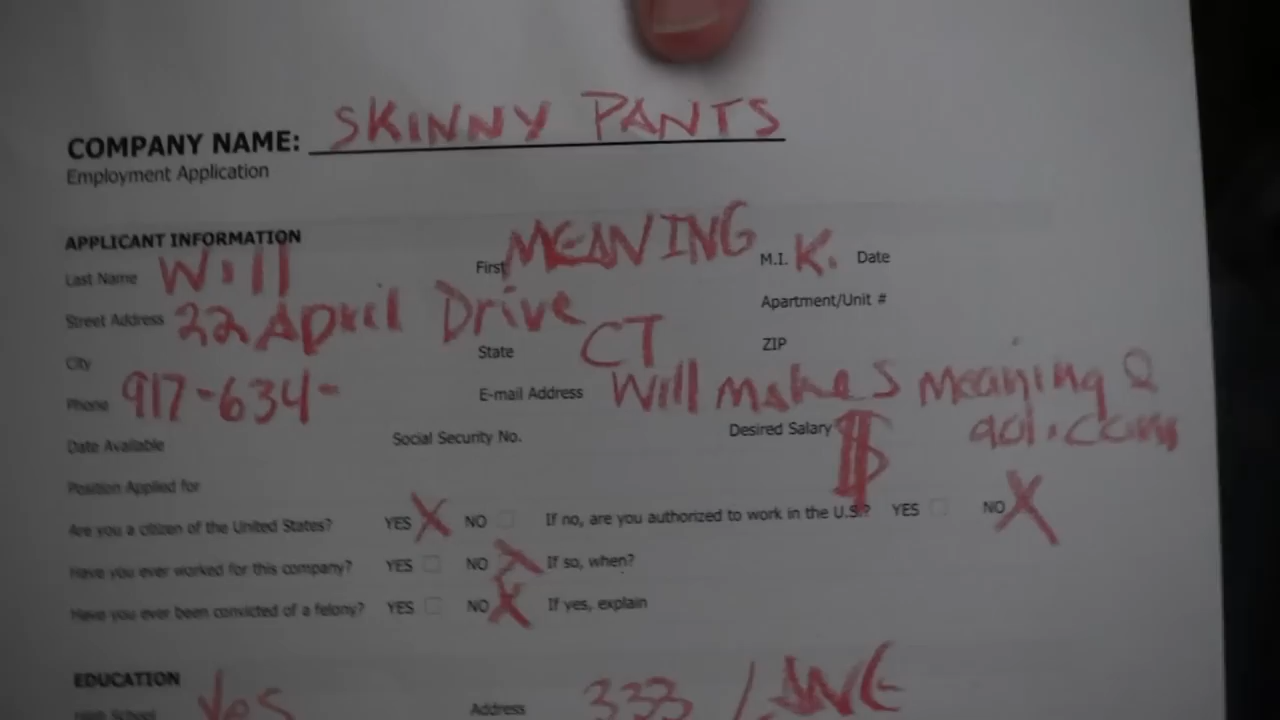 COMPANY NAME: SKINNY PANTS
Employment Application
APPLICANT INFORMATION
Last Name Will First MEANING M.I. K. Date
Street Address 22 April Drive Apartment/Unit #
City State CT ZIP
Phone 917-634- E-mail Address Will makes Meaning @
aol.com
Date Available Social Security No. Desired Salary $
Position Applied for
Are you a citizen of the United States? YES X NO If no, are you authorized to work in the U.S.? YES NO X
Have you ever worked for this company? YES NO X If so, when?
Have you ever been convicted of a felony? YES NO X If yes, explain
EDUCATION
High School Yes Address 333 LANE